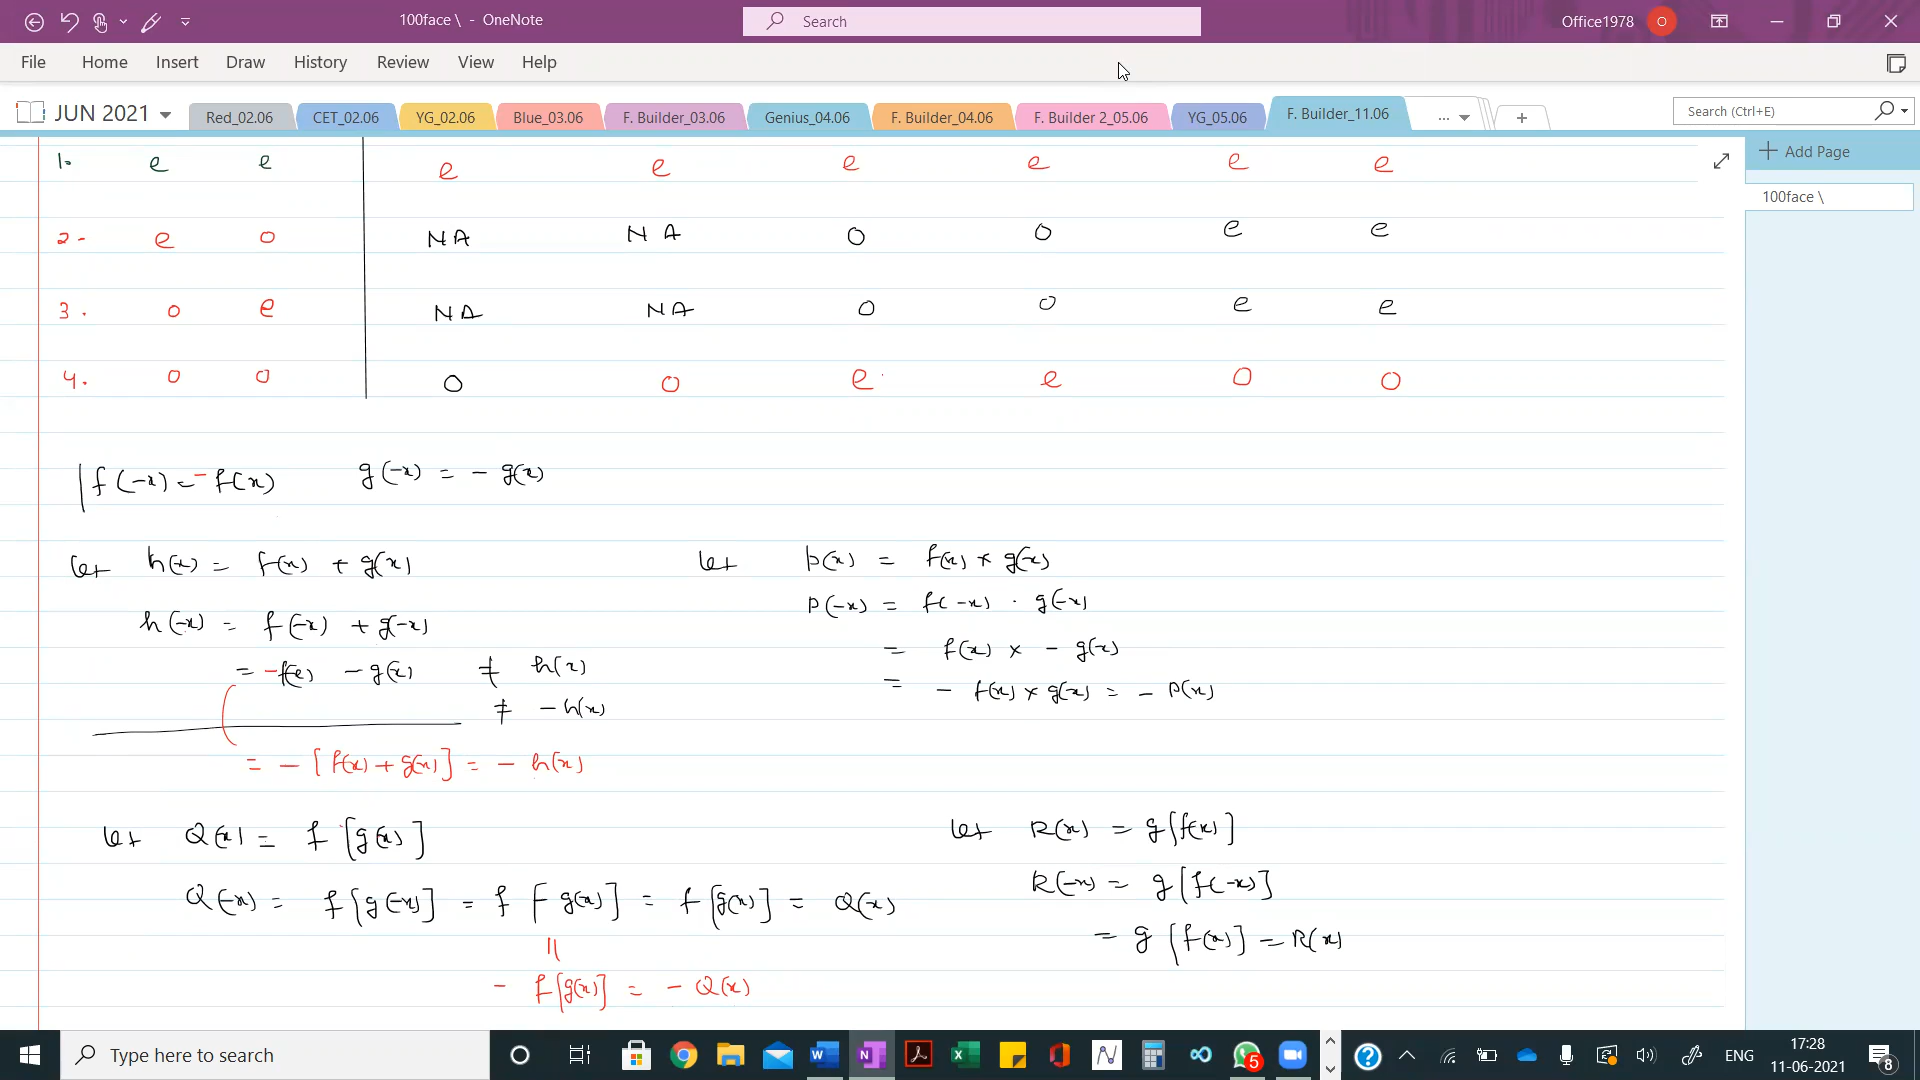 100face \ - OneNote
Search
Office1978
O
File Home Insert Draw History Review View Help
JUN 2021
Red_02.06 CET_02.06 YG_02.06 Blue_03.06 F. Builder_03.06 Genius_04.06 F. Builder_04.06 F. Builder 2_05.06 YG_05.06 F. Builder_11.06 ...
Search (Ctrl+E)
Add Page
100face \
1. e e e e e e e e
2. e o NA NA o o e e
3. o e NA NA o o e e
4. o o o o e e o o
f(-x) = - f(x) g(-x) = - g(x)
let h(x) = f(x) + g(x)
h(-x) = f(-x) + g(-x)
= - f(x) - g(x) ≠ h(x)
≠ - h(x)
= - [f(x) + g(x)] = - h(x)
let P(x) = f(x) × g(x)
P(-x) = f(-x) . g(-x)
= f(x) × - g(x)
= - f(x) × g(x) = - P(x)
let Q(x) = f[g(x)]
Q(-x) = f[g(-x)] = f[-g(x)] = f[g(x)] = Q(x)
- f[g(x)] = - Q(x)
let R(x) = g[f(x)]
R(-x) = g[f(-x)]
= g[f(x)] = R(x)
Type here to search
5
ENG
17:28
11-06-2021
8